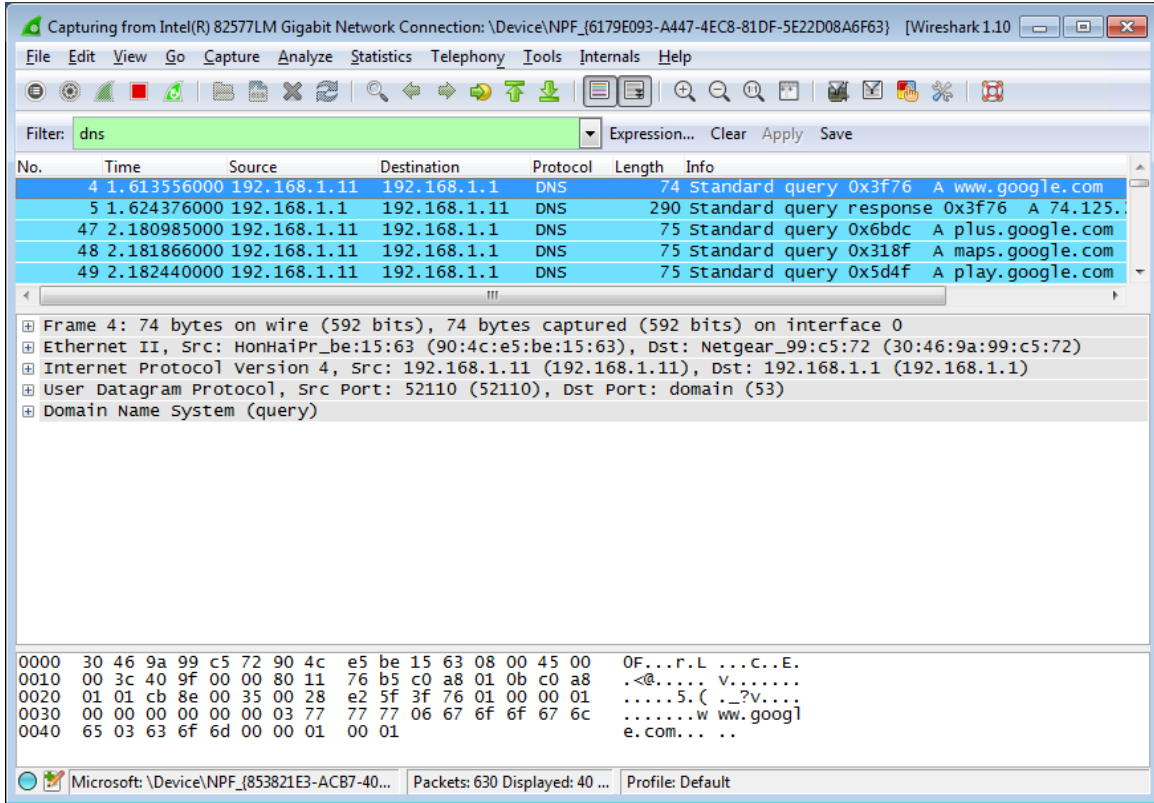 Capturing from Intel(R) 82577LM Gigabit Network Connection: \Device\NPF_{6179E093-A447-4EC8-81DF-5E22D08A6F63} [Wireshark 1.10
File Edit View Go Capture Analyze Statistics Telephony Tools Internals Help
Filter: dns Expression... Clear Apply Save
No. Time Source Destination Protocol Length Info
4 1.613556000 192.168.1.11 192.168.1.1 DNS 74 Standard query 0x3f76 A www.google.com
5 1.624376000 192.168.1.1 192.168.1.11 DNS 290 Standard query response 0x3f76 A 74.125.
47 2.180985000 192.168.1.11 192.168.1.1 DNS 75 Standard query 0x6bdc A plus.google.com
48 2.181866000 192.168.1.11 192.168.1.1 DNS 75 Standard query 0x318f A maps.google.com
49 2.182440000 192.168.1.11 192.168.1.1 DNS 75 Standard query 0x5d4f A play.google.com
Frame 4: 74 bytes on wire (592 bits), 74 bytes captured (592 bits) on interface 0
Ethernet II, Src: HonHaiPr_be:15:63 (90:4c:e5:be:15:63), Dst: Netgear_99:c5:72 (30:46:9a:99:c5:72)
Internet Protocol Version 4, Src: 192.168.1.11 (192.168.1.11), Dst: 192.168.1.1 (192.168.1.1)
User Datagram Protocol, Src Port: 52110 (52110), Dst Port: domain (53)
Domain Name System (query)
0000 30 46 9a 99 c5 72 90 4c e5 be 15 63 08 00 45 00 0F...r.L ...c..E.
0010 00 3c 40 9f 00 00 80 11 76 b5 c0 a8 01 0b c0 a8 .<@..... v.......
0020 01 01 cb 8e 00 35 00 28 e2 5f 3f 76 01 00 00 01 .....5.( ._?v....
0030 00 00 00 00 00 00 03 77 77 77 06 67 6f 6f 67 6c .......w ww.googl
0040 65 03 63 6f 6d 00 00 01 00 01 e.com... ..
Microsoft: \Device\NPF_{853821E3-ACB7-40... Packets: 630 Displayed: 40 ... Profile: Default